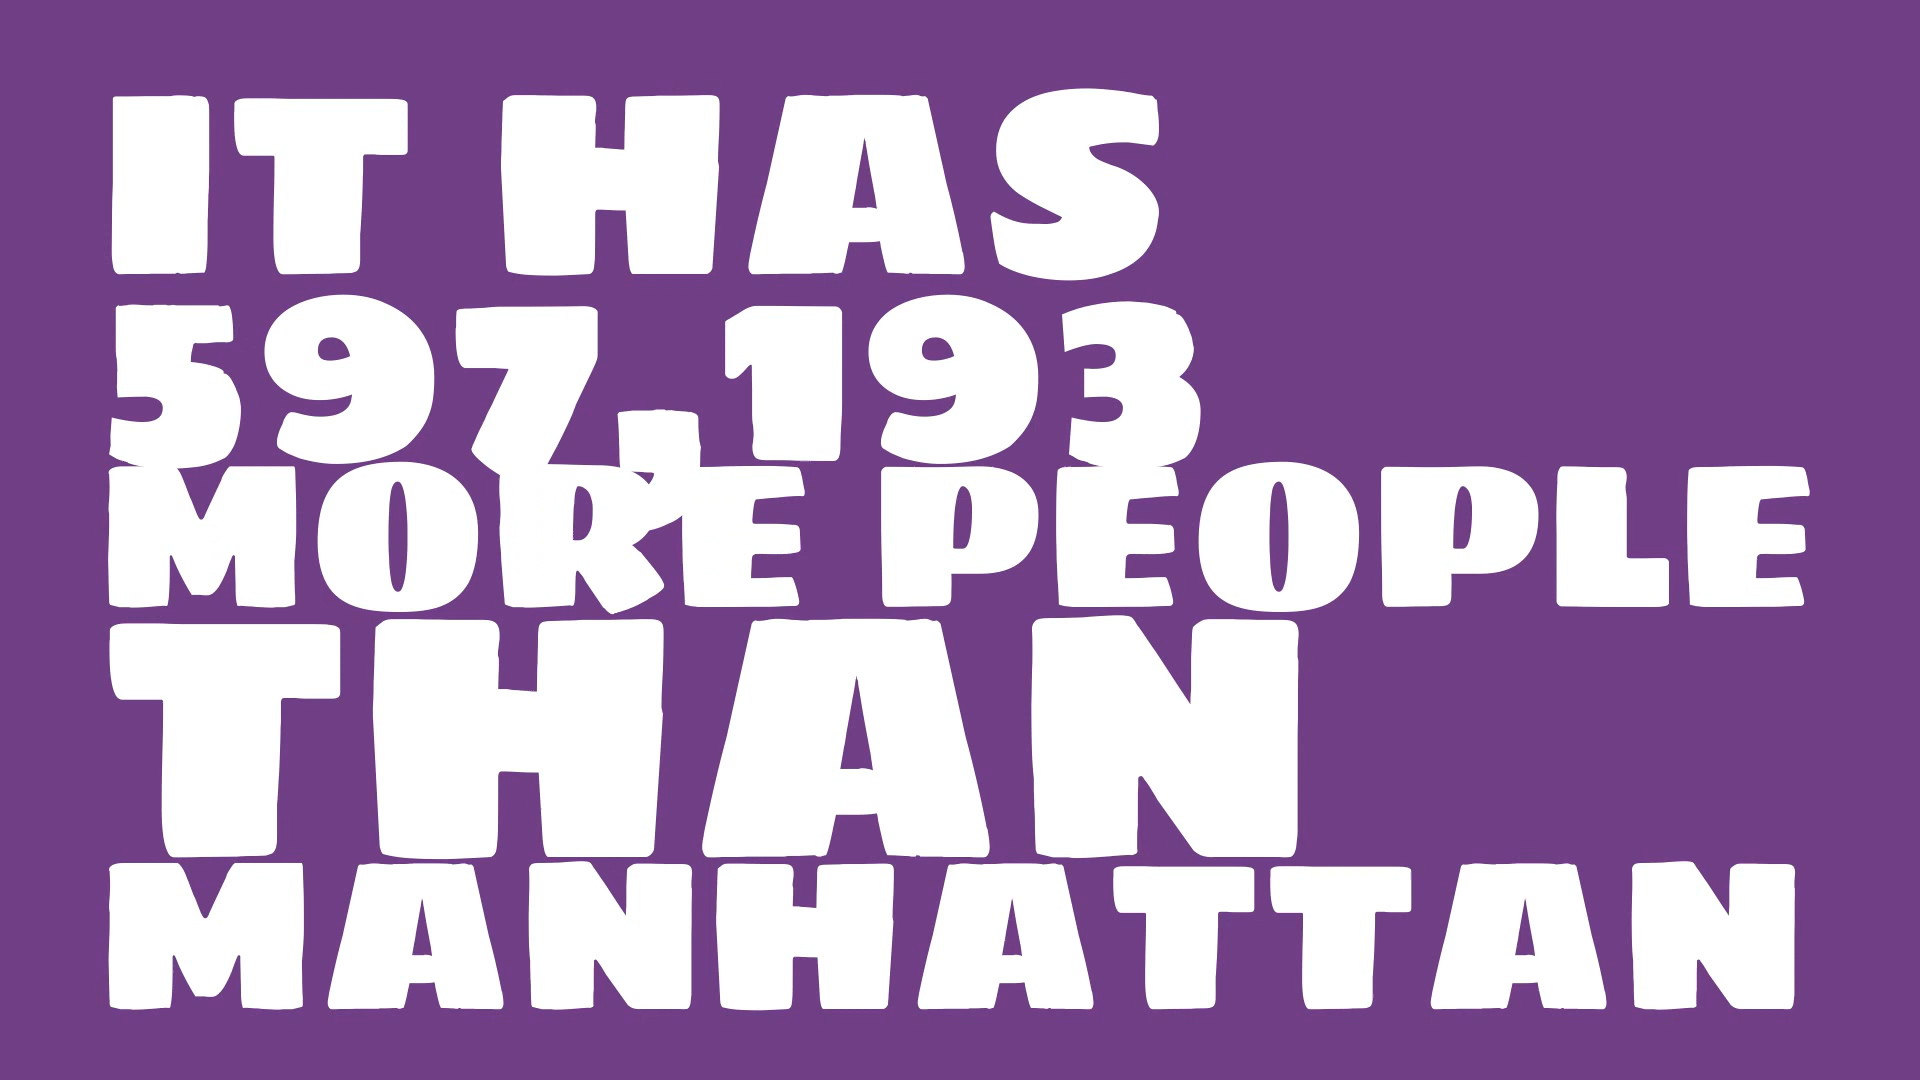 IT HAS
597,193
MORE PEOPLE
THAN
MANHATTAN